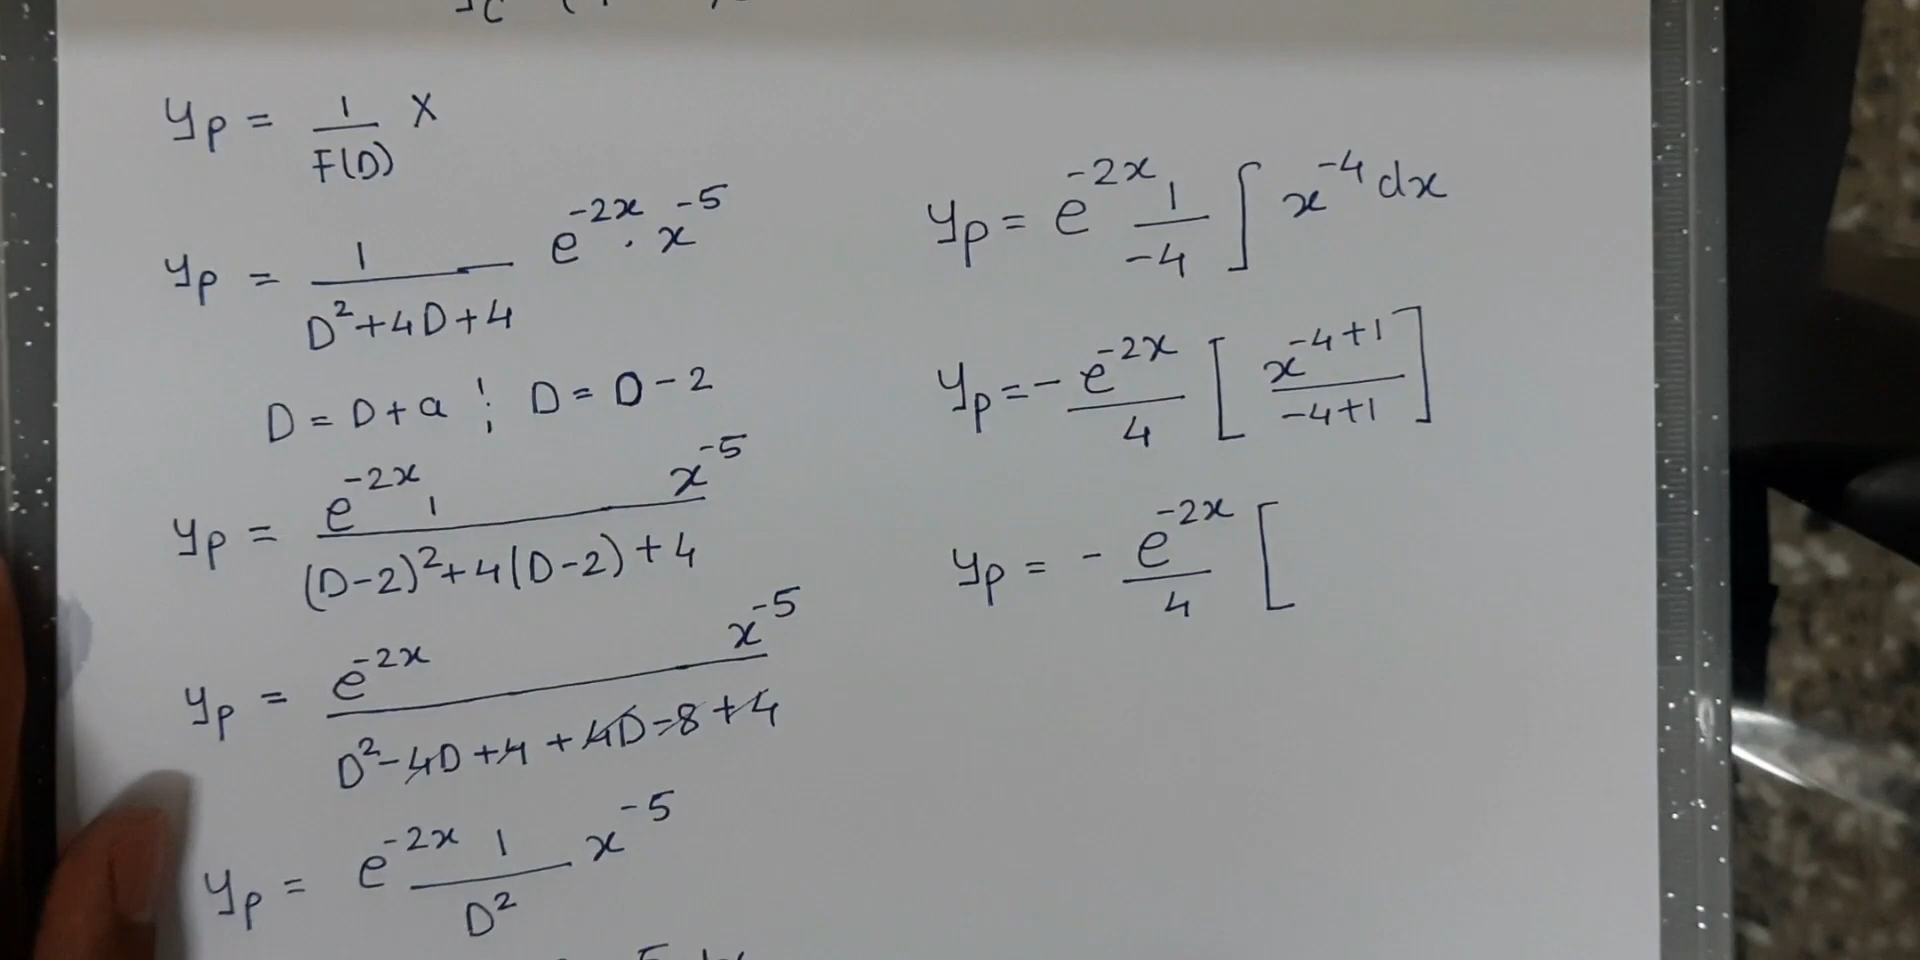 yp = 1/F(D) X
yp = 1/(D²+4D+4) e^(-2x) . x^(-5)
D = D+a ; D = D-2
yp = e^(-2x) 1/((D-2)²+4(D-2)+4) x^(-5)
yp = e^(-2x)/(D²-4D+4+4D-8+4) x^(-5)
yp = e^(-2x) 1/D² x^(-5)
yp = e^(-2x) 1/-4 ∫ x^(-4) dx
yp = - e^(-2x)/4 [ x^(-4+1)/(-4+1) ]
yp = - e^(-2x)/4 [